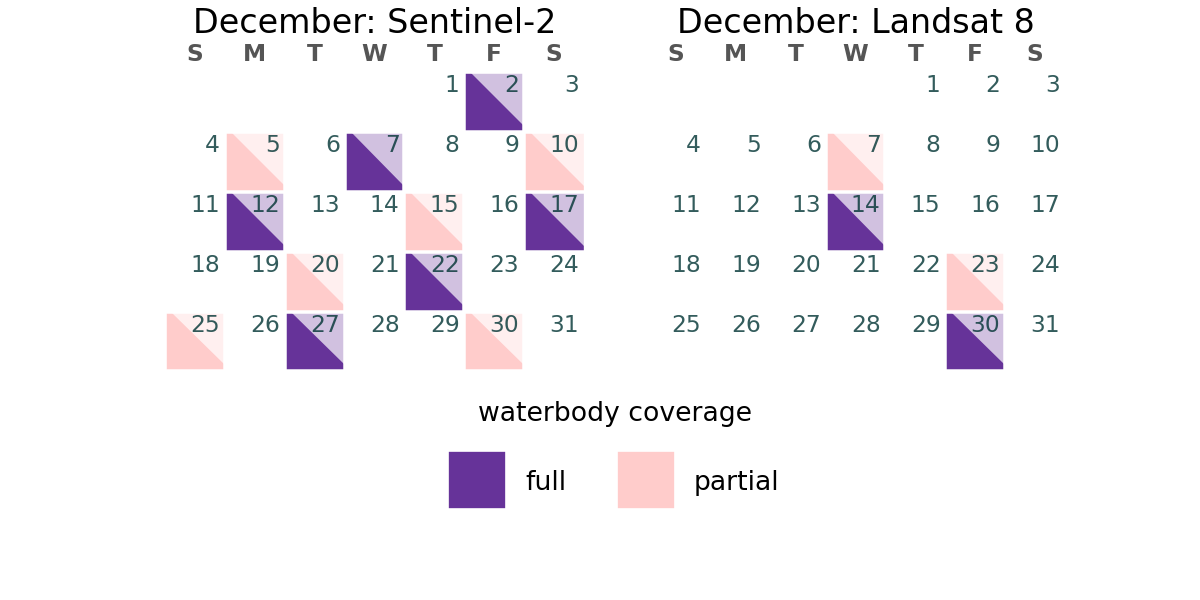 December: Sentinel-2
S M T W T F S
1 2 3
4 5 6 7 8 9 10
11 12 13 14 15 16 17
18 19 20 21 22 23 24
25 26 27 28 29 30 31
December: Landsat 8
S M T W T F S
1 2 3
4 5 6 7 8 9 10
11 12 13 14 15 16 17
18 19 20 21 22 23 24
25 26 27 28 29 30 31
waterbody coverage
full
partial